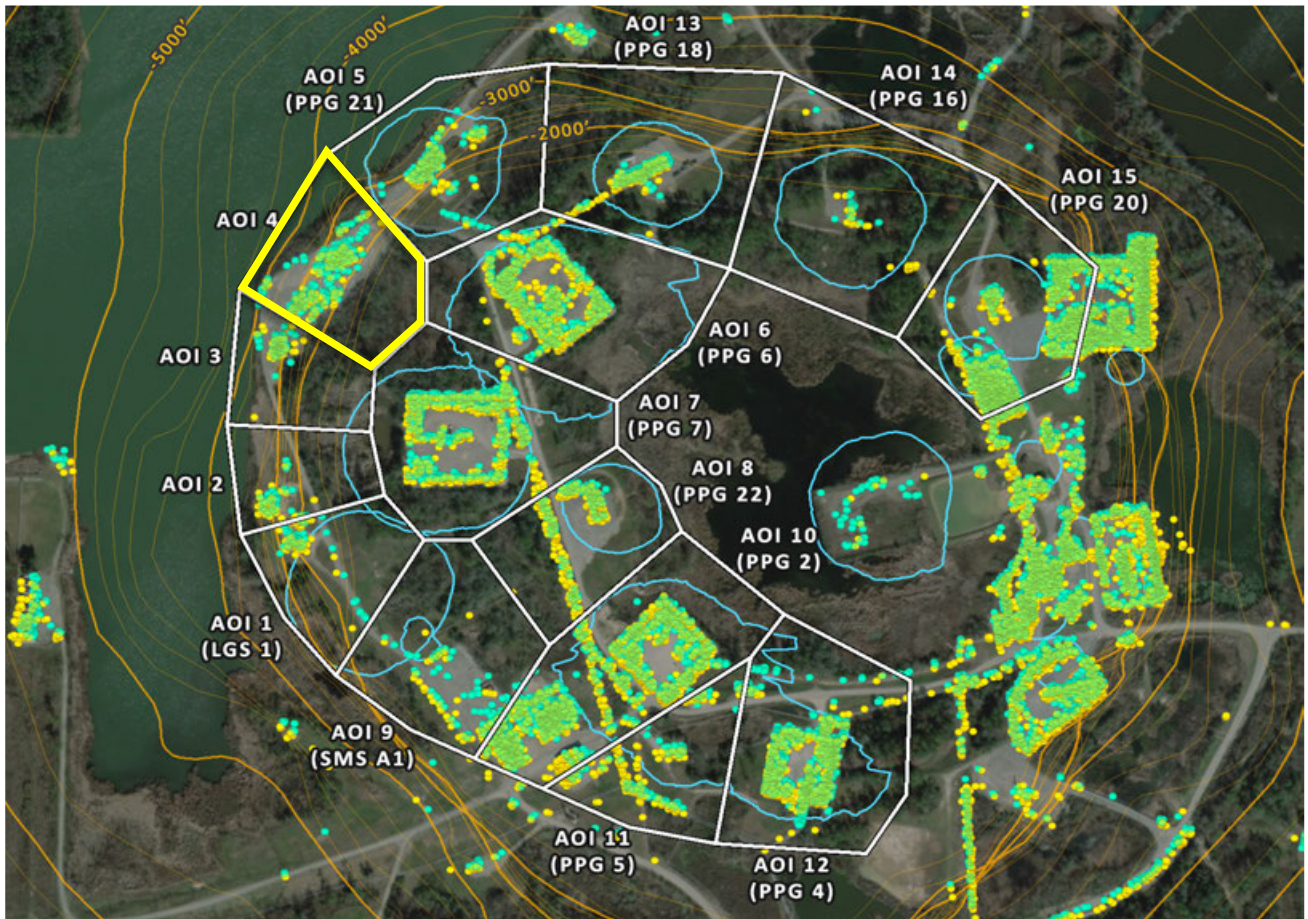 -5000'
-4000'
AOI 13
(PPG 18)
AOI 5
(PPG 21)
AOI 14
(PPG 16)
-3000'
-2000'
AOI 15
(PPG 20)
AOI 4
AOI 6
(PPG 6)
AOI 3
AOI 7
(PPG 7)
AOI 8
(PPG 22)
AOI 2
AOI 10
(PPG 2)
AOI 1
(LGS 1)
AOI 9
(SMS A1)
AOI 11
(PPG 5)
AOI 12
(PPG 4)